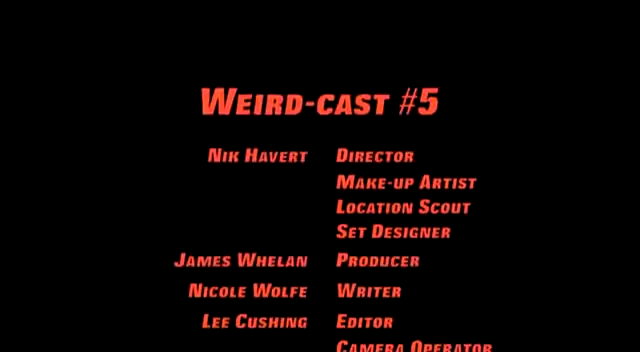 Weird-cast #5
Nik Havert Director
Make-up Artist
Location Scout
Set Designer
James Whelan Producer
Nicole Wolfe Writer
Lee Cushing Editor
Camera Operator